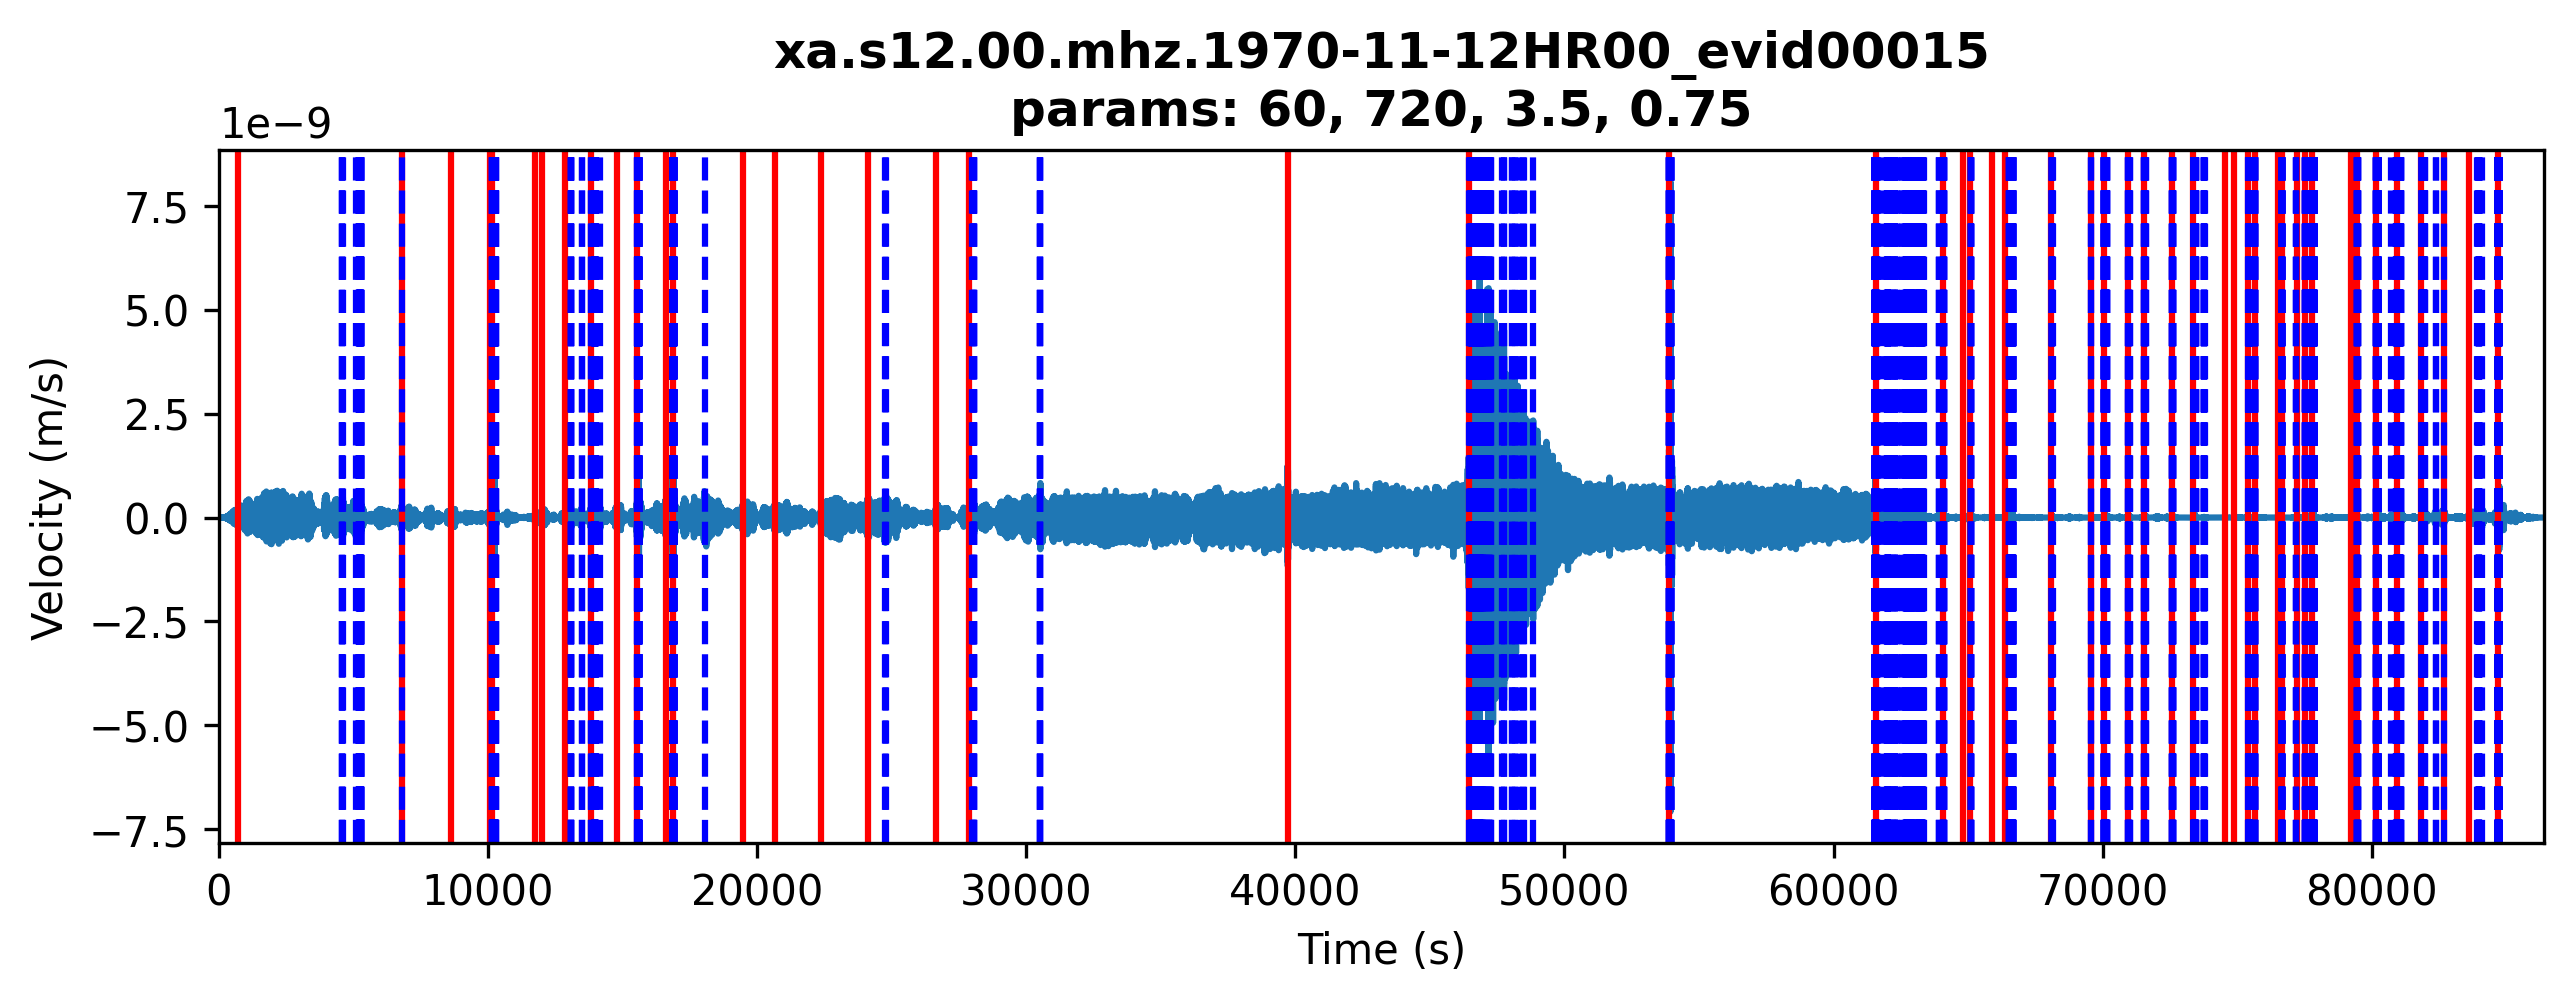 xa.s12.00.mhz.1970-11-12HR00_evid00015
params: 60, 720, 3.5, 0.75
1e−9
7.5
5.0
2.5
0.0
−2.5
−5.0
−7.5
Velocity (m/s)
0 10000 20000 30000 40000 50000 60000 70000 80000
Time (s)